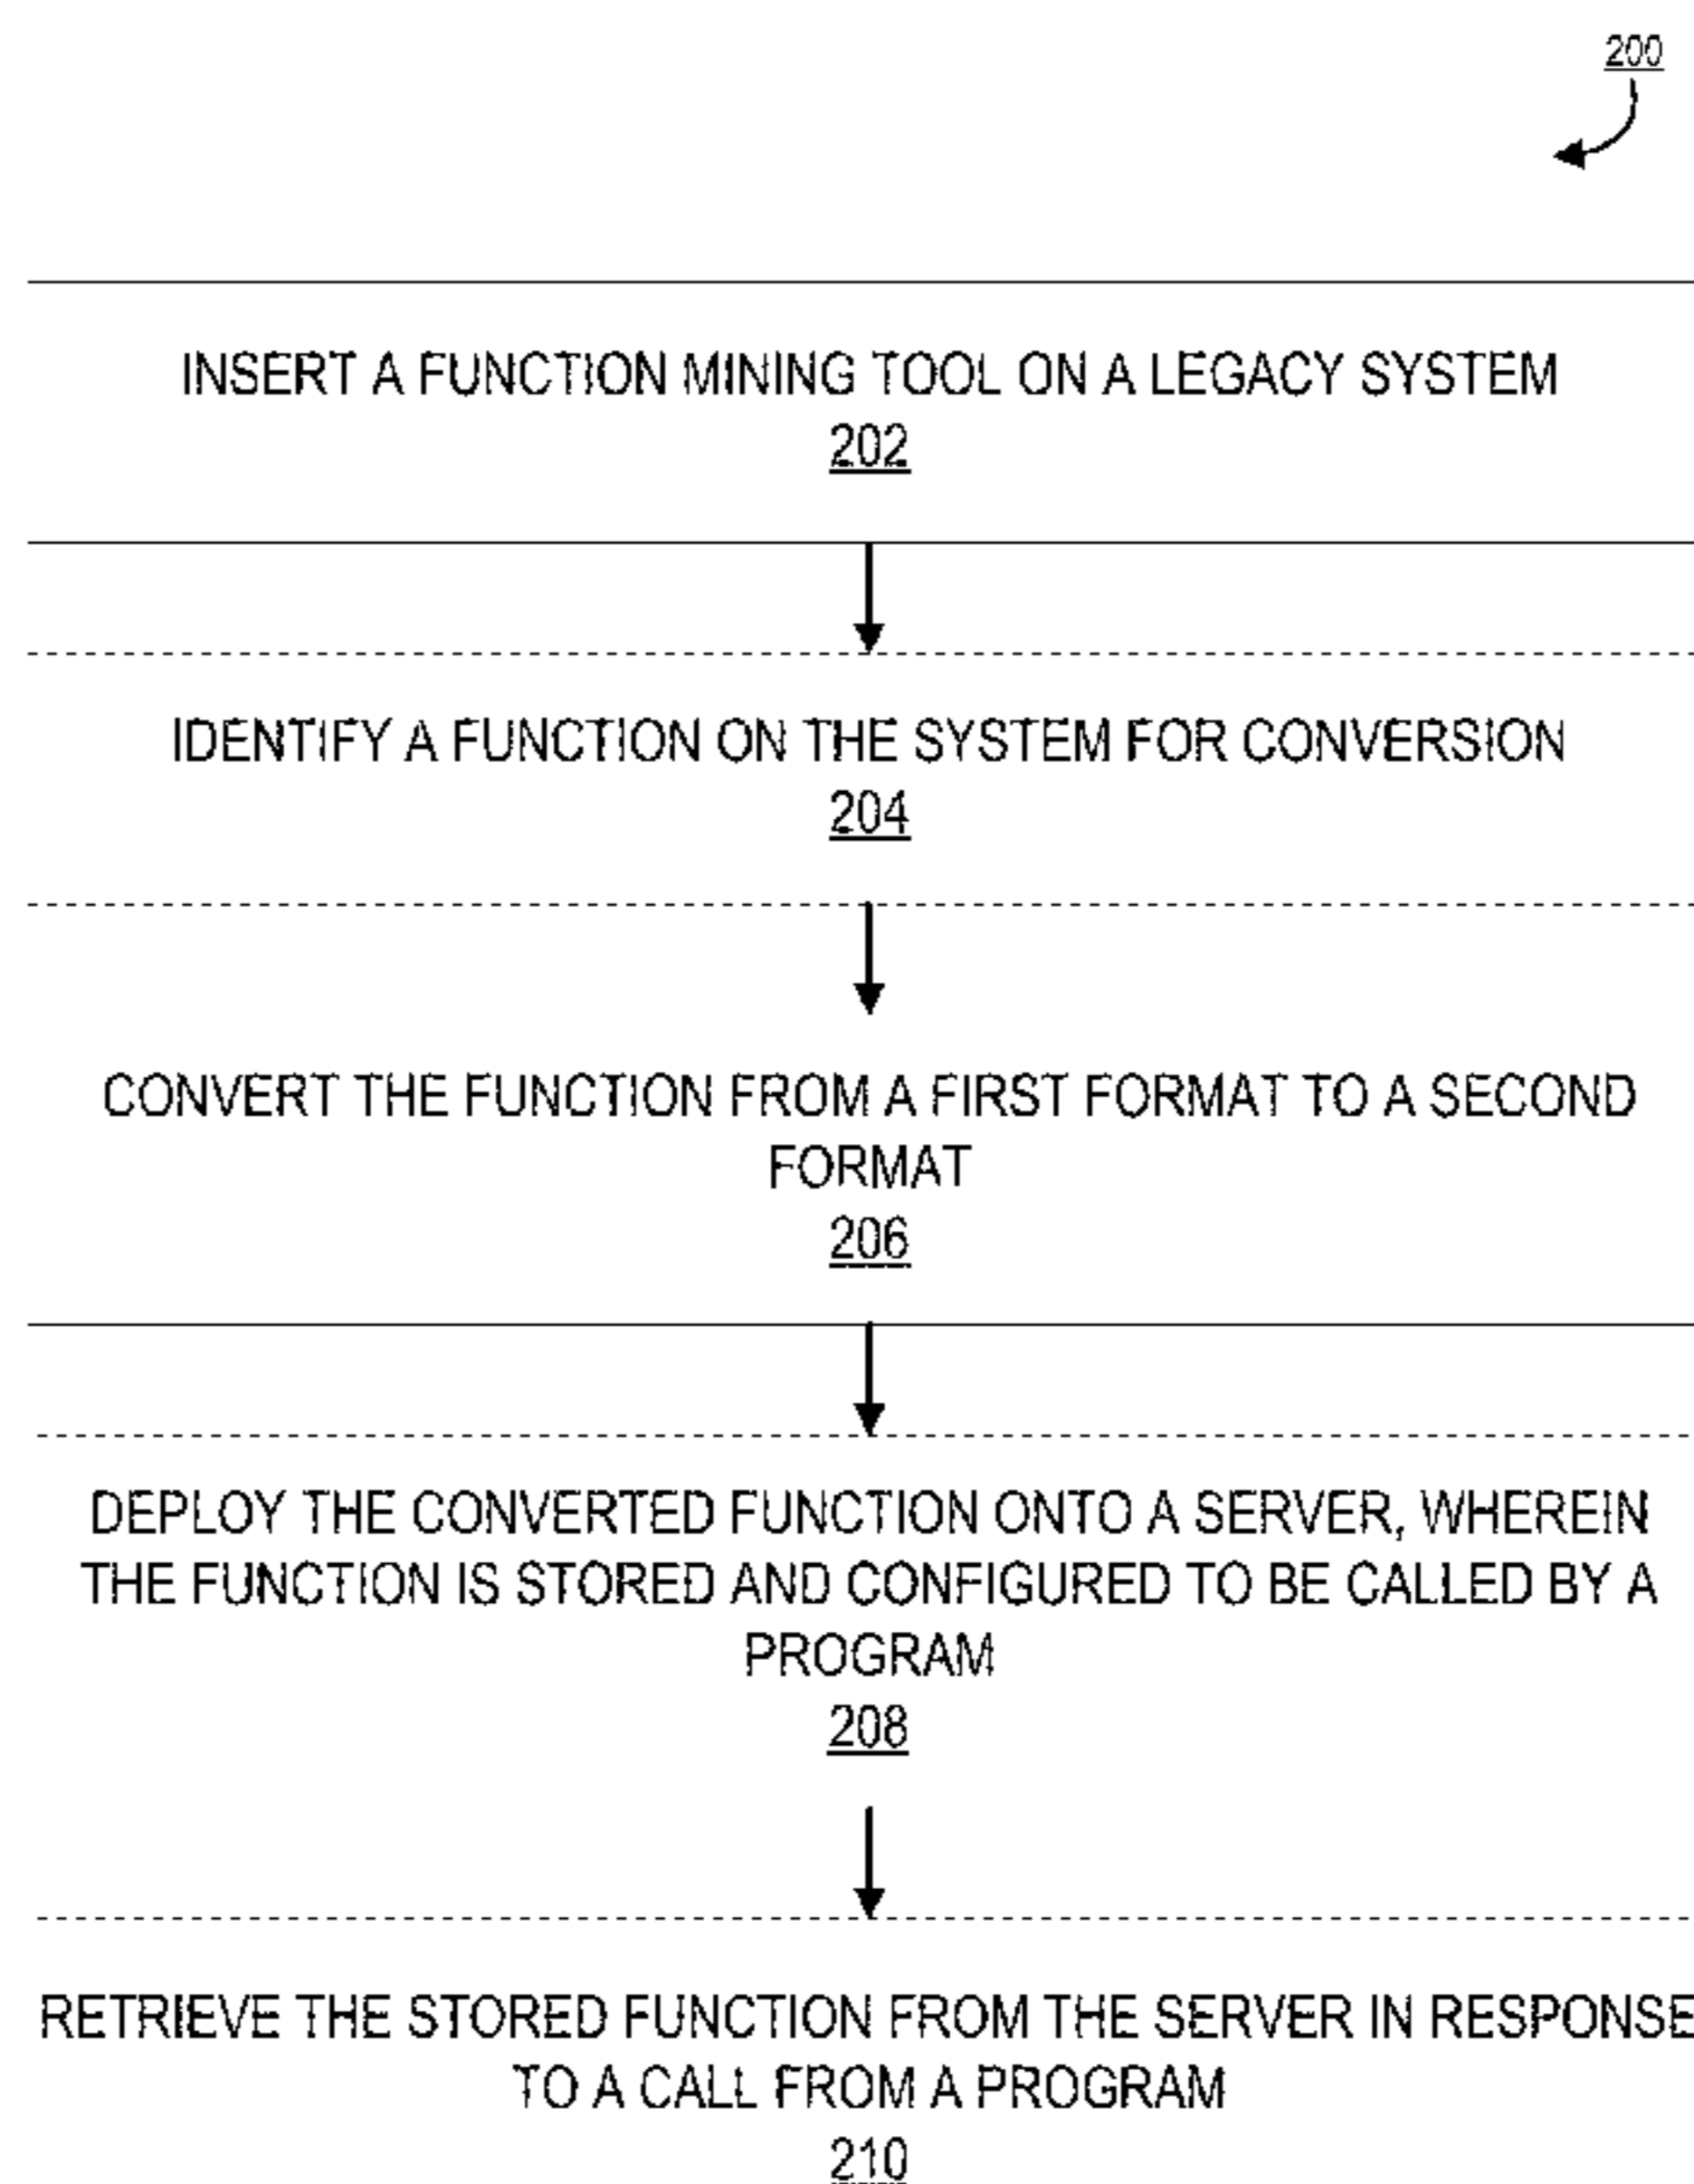 200
INSERT A FUNCTION MINING TOOL ON A LEGACY SYSTEM
202
IDENTIFY A FUNCTION ON THE SYSTEM FOR CONVERSION
204
CONVERT THE FUNCTION FROM A FIRST FORMAT TO A SECOND
FORMAT
206
DEPLOY THE CONVERTED FUNCTION ONTO A SERVER, WHEREIN
THE FUNCTION IS STORED AND CONFIGURED TO BE CALLED BY A
PROGRAM
208
RETRIEVE THE STORED FUNCTION FROM THE SERVER IN RESPONSE
TO A CALL FROM A PROGRAM
210